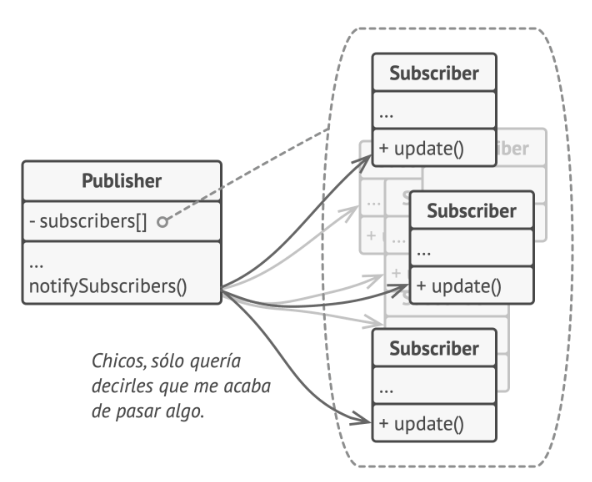 Publisher
- subscribers[]
...
notifySubscribers()
Chicos, sólo quería
decirles que me acaba
de pasar algo.
Subscriber
...
+ update()
Subscriber
...
+ update()
Subscriber
...
+ update()